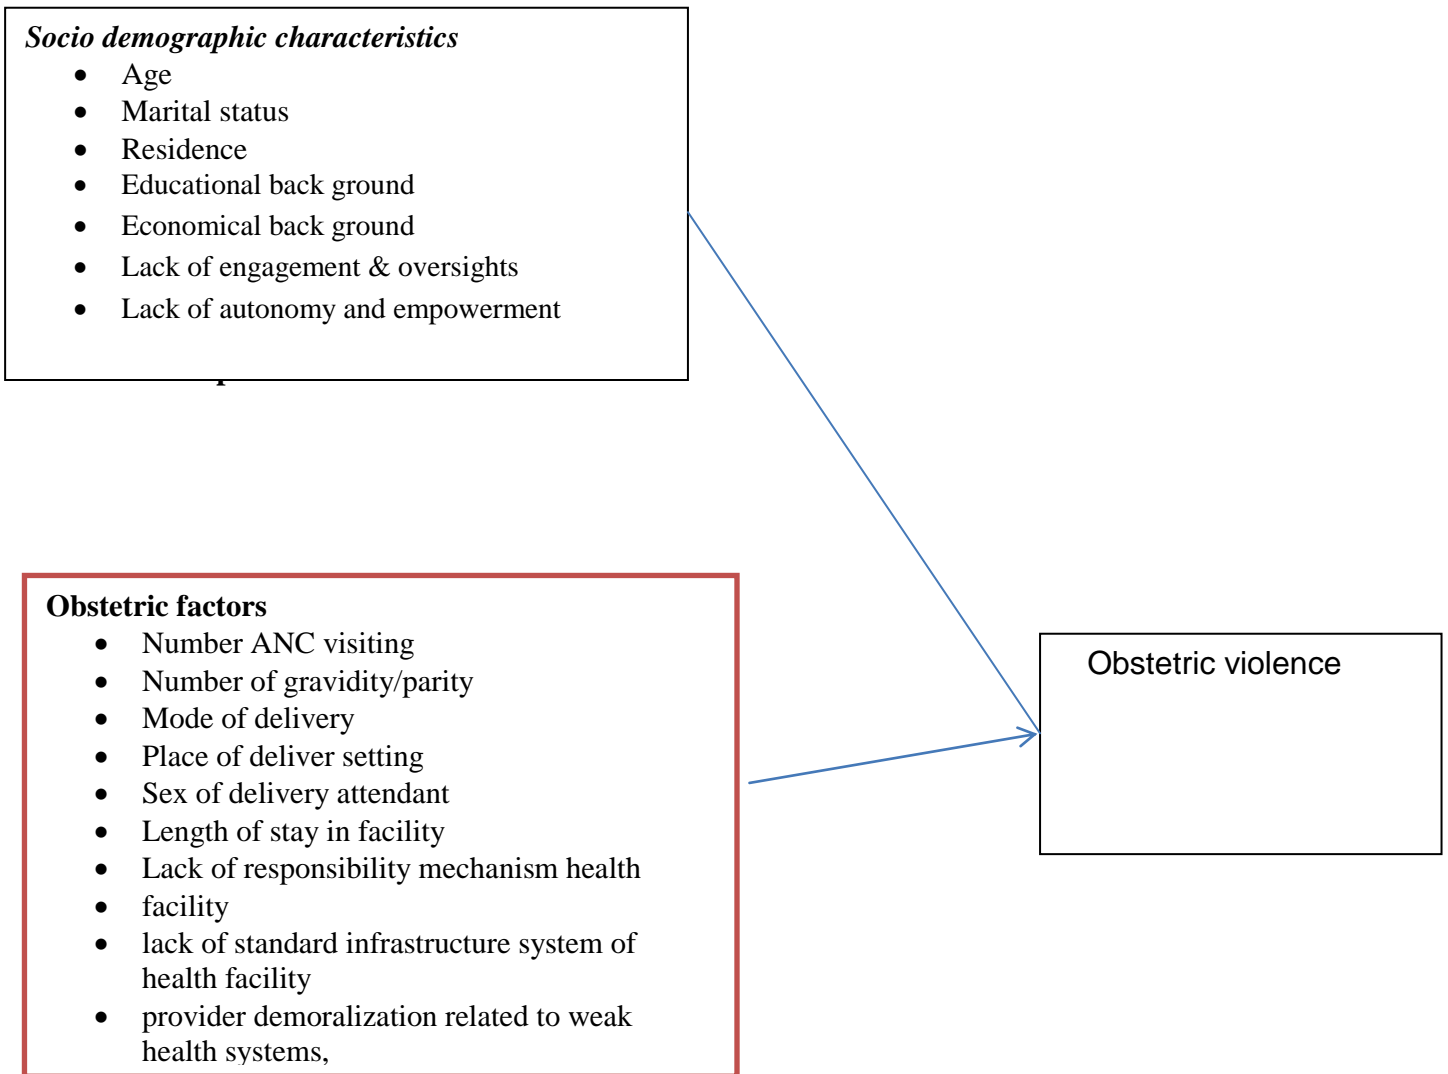 Socio demographic characteristics
• Age
• Marital status
• Residence
• Educational back ground
• Economical back ground
• Lack of engagement & oversights
• Lack of autonomy and empowerment
Obstetric factors
• Number ANC visiting
• Number of gravidity/parity
• Mode of delivery
• Place of deliver setting
• Sex of delivery attendant
• Length of stay in facility
• Lack of responsibility mechanism health
• facility
• lack of standard infrastructure system of
health facility
• provider demoralization related to weak
health systems,
Obstetric violence